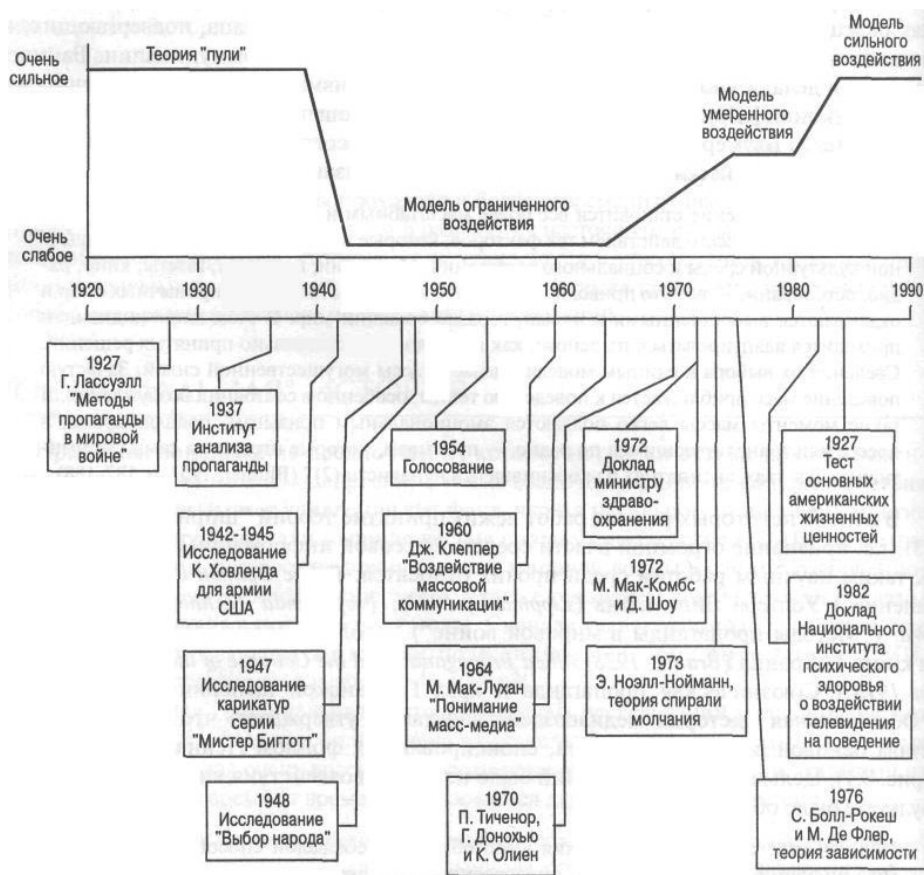 Очень
сильное
Теория "пули"
Модель
сильного
воздействия
Модель
умеренного
воздействия
Модель ограниченного
воздействия
Очень
слабое
1920
1930
1940
1950
1960
1970
1980
1990
1927
Г. Лассуэлл
"Методы
пропаганды
в мировой
войне"
1937
Институт
анализа
пропаганды
1954
Голосование
1972
Доклад
министру
здраво-
охранения
1927
Тест
основных
американских
жизненных
ценностей
1942-1945
Исследование
К. Ховленда
для армии
США
1960
Дж. Клеппер
"Воздействие
массовой
коммуникации"
1972
М. Мак-Комбс
и Д. Шоу
1982
Доклад
Национального
института
психического
здоровья
о воздействии
телевидения
на поведение
1947
Исследование
карикатур
серии
"Мистер Биготт"
1964
М. Мак-Лухан
"Понимание
масс-медиа"
1973
Э. Ноэлл-Нойманн,
теория спирали
молчания
1948
Исследование
"Выбор народа"
1970
П. Тиченор,
Г. Донохью
и К. Олиен
1976
С. Болл-Рокеш
и М. Де Флер,
теория зависимости